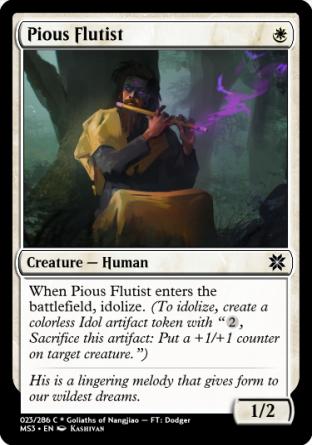 Pious Flutist
Creature — Human
When Pious Flutist enters the
battlefield, idolize. (To idolize, create a
colorless Idol artifact token with “2,
Sacrifice this artifact: Put a +1/+1 counter
on target creature.”)
His is a lingering melody that gives form to
our wildest dreams.
1/2
023/286 C * Goliaths of Nangjiao — FT: Dodger
MS3 • EN Kashivan